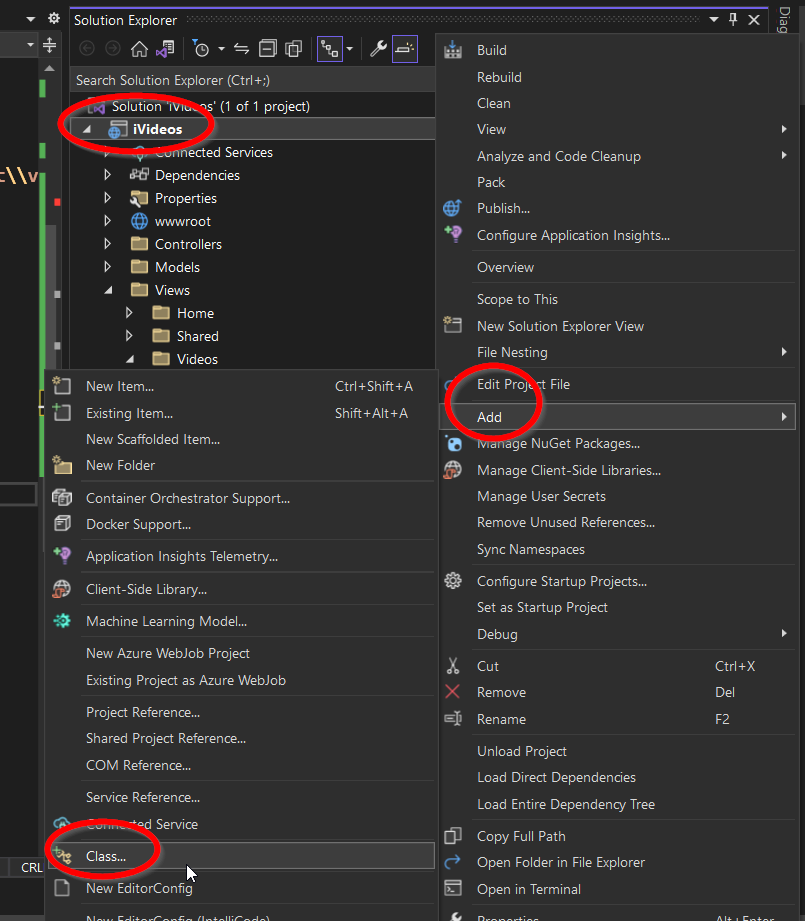 Solution Explorer
Diag
Search Solution Explorer (Ctrl+;)
Solution 'iVideos' (1 of 1 project)
iVideos
Connected Services
Dependencies
Properties
wwwroot
Controllers
Models
Views
Home
Shared
Videos
t\\v
CRL
Build
Rebuild
Clean
View
Analyze and Code Cleanup
Pack
Publish...
Configure Application Insights...
Overview
Scope to This
New Solution Explorer View
File Nesting
Edit Project File
Add
Manage NuGet Packages...
Manage Client-Side Libraries...
Manage User Secrets
Remove Unused References...
Sync Namespaces
Configure Startup Projects...
Set as Startup Project
Debug
Cut Ctrl+X
Remove Del
Rename F2
Unload Project
Load Direct Dependencies
Load Entire Dependency Tree
Copy Full Path
Open Folder in File Explorer
Open in Terminal
Properties Alt+Enter
New Item... Ctrl+Shift+A
Existing Item... Shift+Alt+A
New Scaffolded Item...
New Folder
Container Orchestrator Support...
Docker Support...
Application Insights Telemetry...
Client-Side Library...
Machine Learning Model...
New Azure WebJob Project
Existing Project as Azure WebJob
Project Reference...
Shared Project Reference...
COM Reference...
Service Reference...
Connected Service
Class...
New EditorConfig
New EditorConfig (IntelliCode)